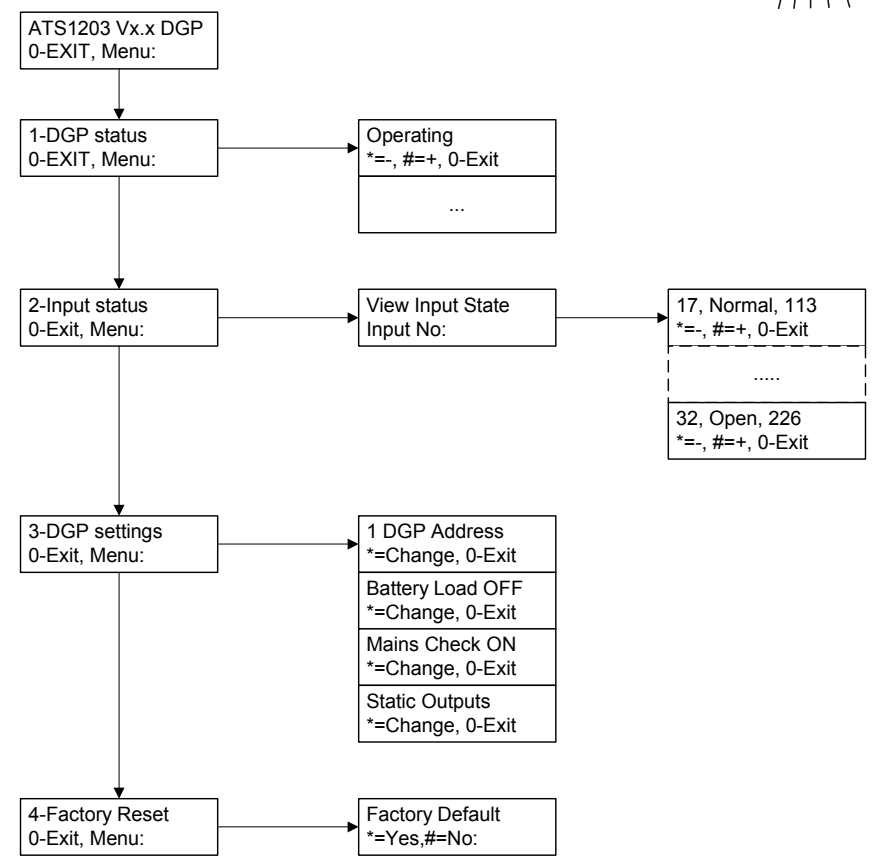 ATS1203 Vx.x DGP
0-EXIT, Menu:
1-DGP status
0-EXIT, Menu:
Operating
*=-, #=+, 0-Exit
...
2-Input status
0-Exit, Menu:
View Input State
Input No:
17, Normal, 113
*=-, #=+, 0-Exit
.....
32, Open, 226
*=-, #=+, 0-Exit
3-DGP settings
0-Exit, Menu:
1 DGP Address
*=Change, 0-Exit
Battery Load OFF
*=Change, 0-Exit
Mains Check ON
*=Change, 0-Exit
Static Outputs
*=Change, 0-Exit
4-Factory Reset
0-Exit, Menu:
Factory Default
*=Yes,#=No: